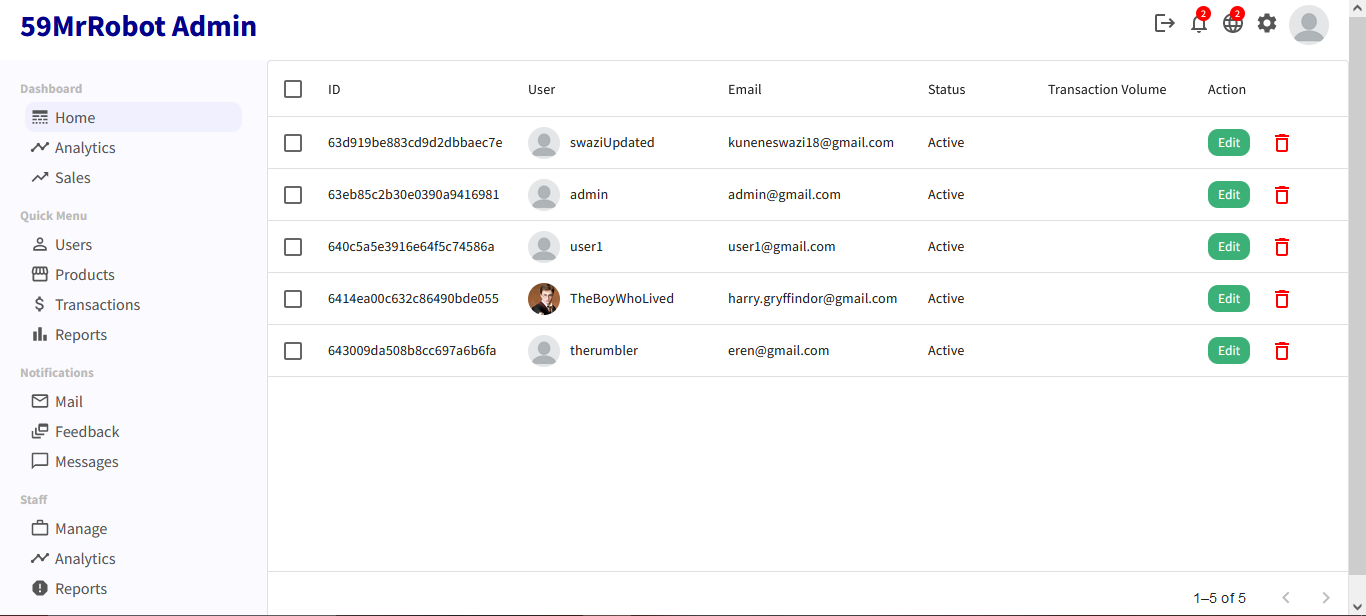 59MrRobot Admin
2
2
Dashboard
Home
Analytics
Sales
Quick Menu
Users
Products
Transactions
Reports
Notifications
Mail
Feedback
Messages
Staff
Manage
Analytics
Reports
ID User Email Status Transaction Volume Action
63d919be883cd9d2dbbaec7e swaziUpdated kuneneswazi18@gmail.com Active Edit
63eb85c2b30e0390a9416981 admin admin@gmail.com Active Edit
640c5a5e3916e64f5c74586a user1 user1@gmail.com Active Edit
6414ea00c632c86490bde055 TheBoyWhoLived harry.gryffindor@gmail.com Active Edit
643009da508b8cc697a6b6fa therumbler eren@gmail.com Active Edit
1–5 of 5